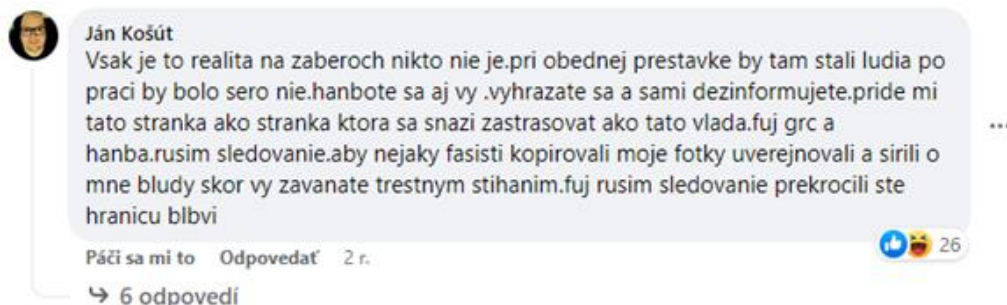 Ján Košút
Vsak je to realita na zaberoch nikto nie je.pri obednej prestavke by tam stali ludia po
praci by bolo sero nie.hanbote sa aj vy .vyhrazate sa a sami dezinformujete.pride mi
tato stranka ako stranka ktora sa snazi zastrasovat ako tato vlada.fuj grc a
hanba.rusim sledovanie.aby nejaky fasisti kopirovali moje fotky uverejnovali a sirili o
mne bludy skor vy zavanate trestnym stihanim.fuj rusim sledovanie prekrocili ste
hranicu blbvi
26
Páči sa mi to Odpovedať 2 r.
6 odpovedí